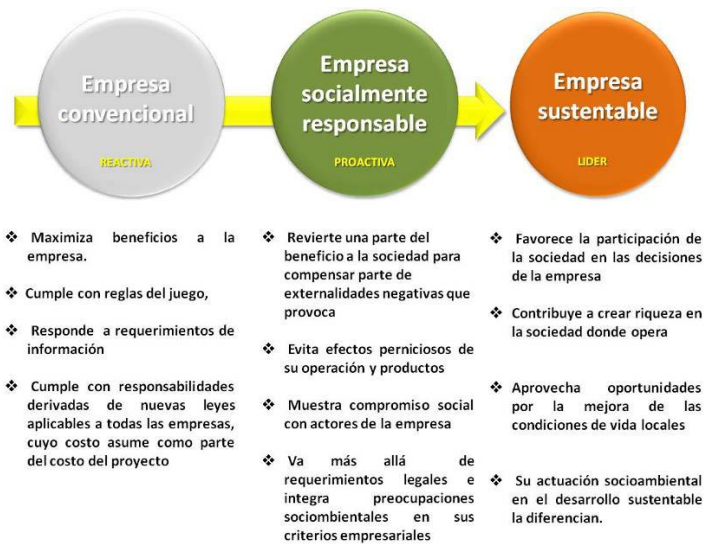 Empresa
convencional
REACTIVA
Empresa
socialmente
responsable
PROACTIVA
Empresa
sustentable
LIDER
❖ Maximiza beneficios a la
empresa.
❖ Cumple con reglas del juego,
❖ Responde a requerimientos de
información
❖ Cumple con responsabilidades
derivadas de nuevas leyes
aplicables a todas las empresas,
cuyo costo asume como parte
del costo del proyecto
❖ Revierte una parte del
beneficio a la sociedad para
compensar parte de
externalidades negativas que
provoca
❖ Evita efectos perniciosos de
su operación y productos
❖ Muestra compromiso social
con actores de la empresa
❖ Va más allá de
requerimientos legales e
integra preocupaciones
sociombientales en sus
criterios empresariales
❖ Favorece la participación de
la sociedad en las decisiones
de la empresa
❖ Contribuye a crear riqueza en
la sociedad donde opera
❖ Aprovecha oportunidades
por la mejora de las
condiciones de vida locales
❖ Su actuación socioambiental
en el desarrollo sustentable
la diferencian.